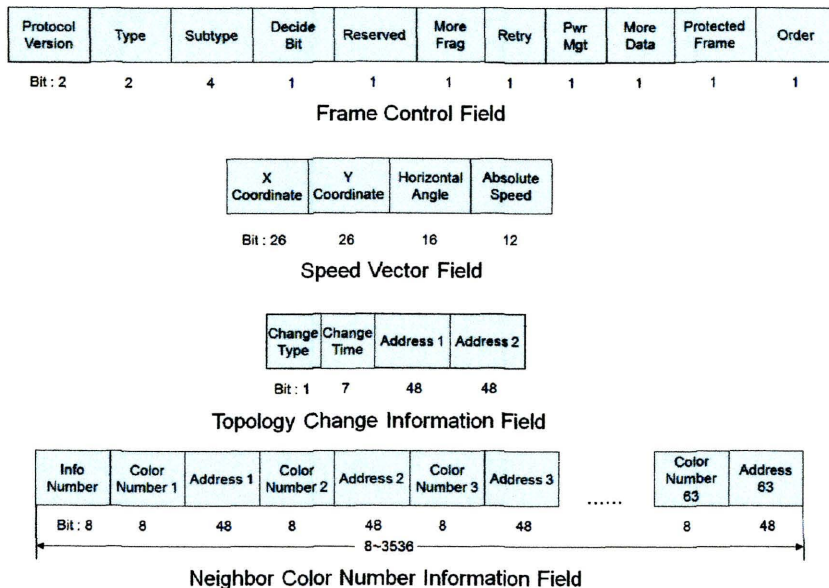 Protocol Version Type Subtype Decide Bit Reserved More Frag Retry Pwr Mgt More Data Protected Frame Order
Bit : 2 2 4 1 1 1 1 1 1 1 1
Frame Control Field
X Coordinate Y Coordinate Horizontal Angle Absolute Speed
Bit : 26 26 16 12
Speed Vector Field
Change Type Change Time Address 1 Address 2
Bit : 1 7 48 48
Topology Change Information Field
Info Number Color Number 1 Address 1 Color Number 2 Address 2 Color Number 3 Address 3 ...... Color Number 63 Address 63
Bit : 8 8 48 8 48 8 48 8 48
8~3536
Neighbor Color Number Information Field